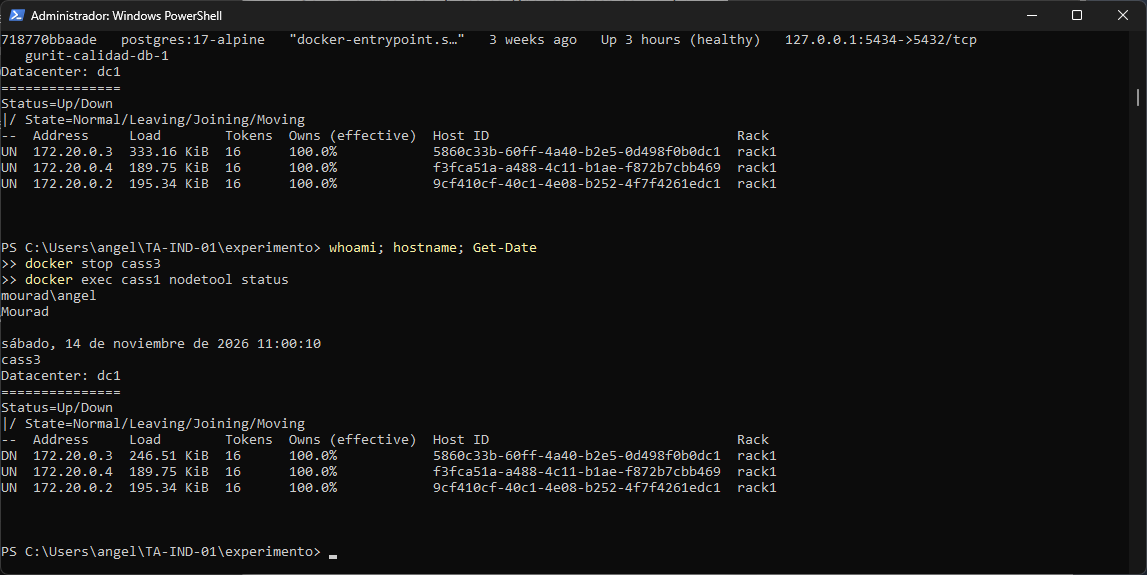 Administrador: Windows PowerShell
718770bbaade   postgres:17-alpine   "docker-entrypoint.s…"   3 weeks ago   Up 3 hours (healthy)   127.0.0.1:5434->5432/tcp
   gurit-calidad-db-1
Datacenter: dc1
===============
Status=Up/Down
|/ State=Normal/Leaving/Joining/Moving
--  Address     Load        Tokens  Owns (effective)  Host ID                               Rack
UN  172.20.0.3  333.16 KiB  16      100.0%            5860c33b-60ff-4a40-b2e5-0d498f0b0dc1  rack1
UN  172.20.0.4  189.75 KiB  16      100.0%            f3fca51a-a488-4c11-b1ae-f872b7cbb469  rack1
UN  172.20.0.2  195.34 KiB  16      100.0%            9cf410cf-40c1-4e08-b252-4f7f4261edc1  rack1
PS C:\Users\angel\TA-IND-01\experimento> whoami; hostname; Get-Date
>> docker stop cass3
>> docker exec cass1 nodetool status
mourad\angel
Mourad
sábado, 14 de noviembre de 2026 11:00:10
cass3
Datacenter: dc1
===============
Status=Up/Down
|/ State=Normal/Leaving/Joining/Moving
--  Address     Load        Tokens  Owns (effective)  Host ID                               Rack
DN  172.20.0.3  246.51 KiB  16      100.0%            5860c33b-60ff-4a40-b2e5-0d498f0b0dc1  rack1
UN  172.20.0.4  189.75 KiB  16      100.0%            f3fca51a-a488-4c11-b1ae-f872b7cbb469  rack1
UN  172.20.0.2  195.34 KiB  16      100.0%            9cf410cf-40c1-4e08-b252-4f7f4261edc1  rack1
PS C:\Users\angel\TA-IND-01\experimento>